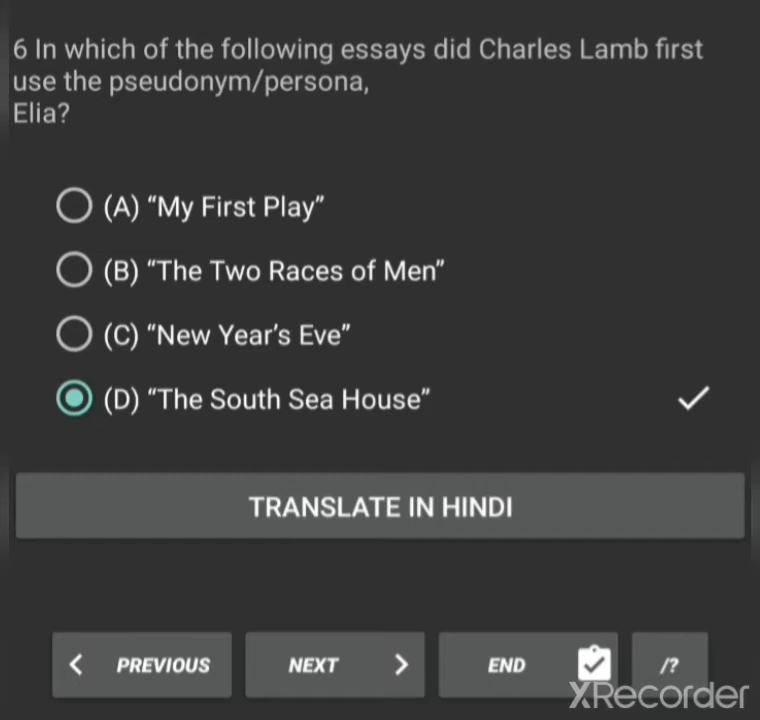 6 In which of the following essays did Charles Lamb first
use the pseudonym/persona,
Elia?
(A) “My First Play”
(B) “The Two Races of Men”
(C) “New Year’s Eve”
(D) “The South Sea House”
TRANSLATE IN HINDI
PREVIOUS
NEXT
END
/?
XRecorder